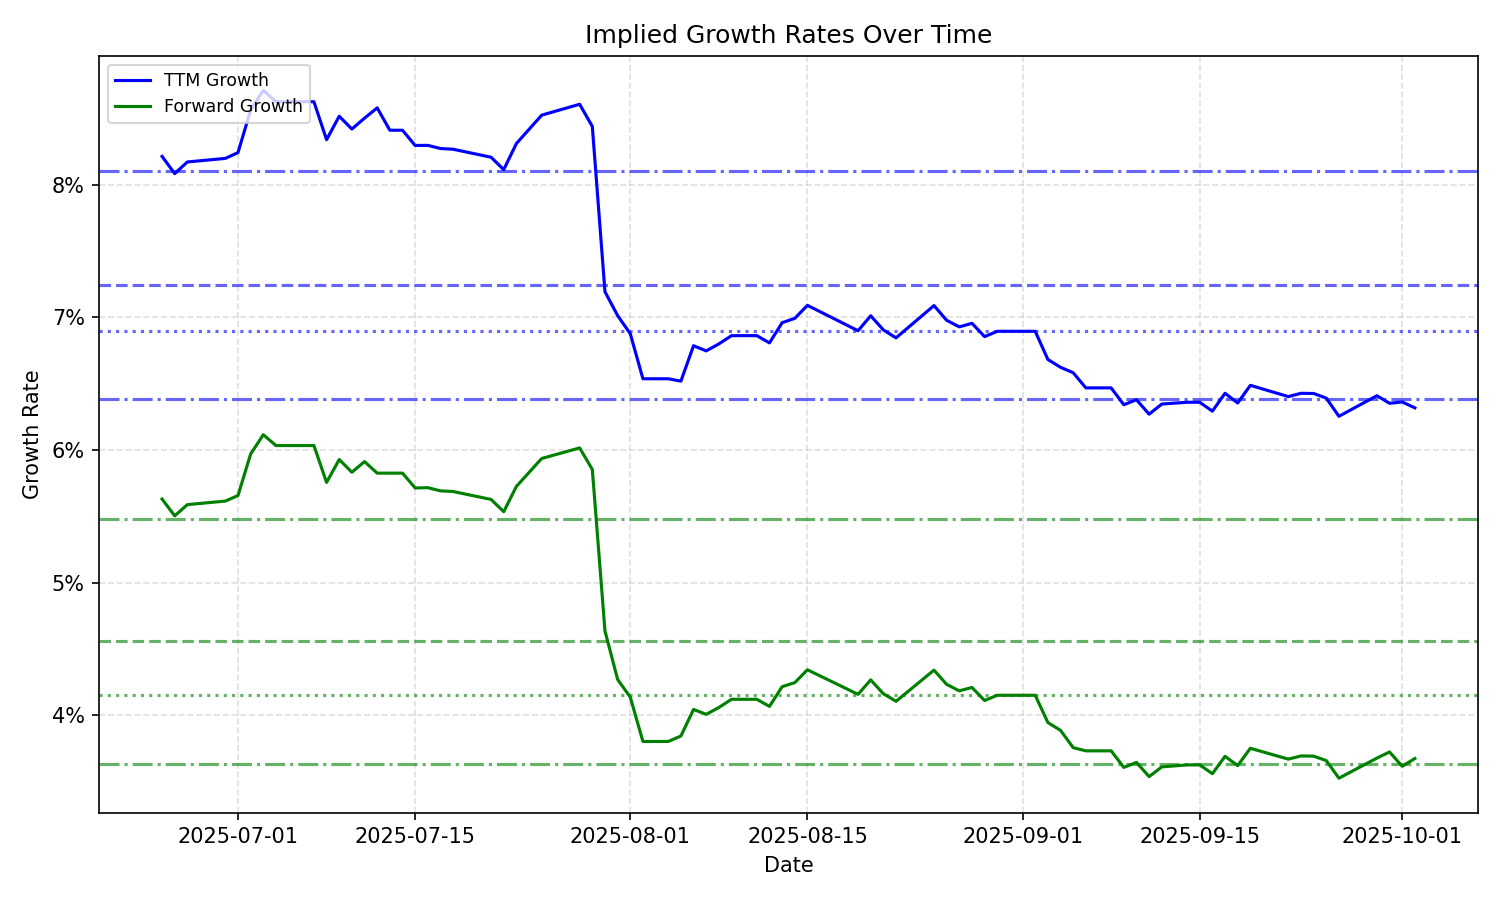 Implied Growth Rates Over Time
TTM Growth
Forward Growth
8%
7%
6%
5%
4%
Growth Rate
2025-07-01
2025-07-15
2025-08-01
2025-08-15
2025-09-01
2025-09-15
2025-10-01
Date